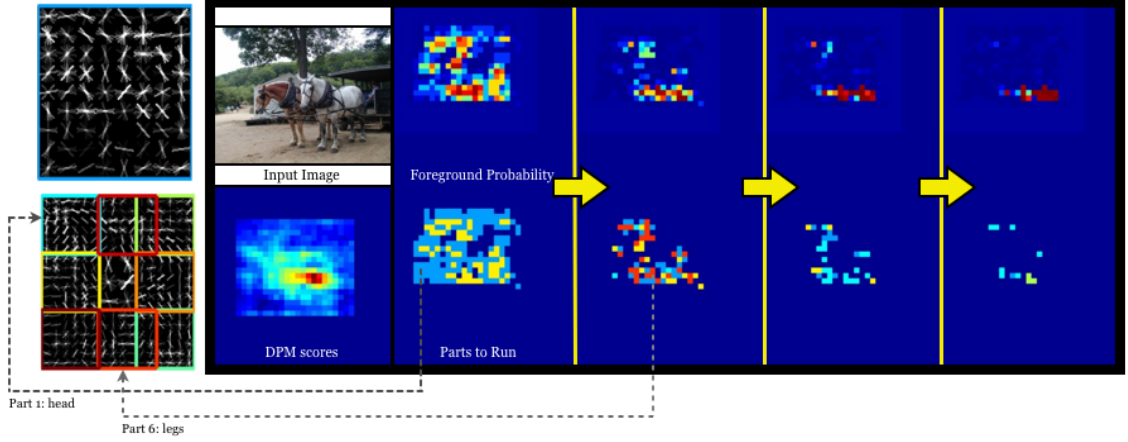 Input Image
Foreground Probability
DPM scores
Parts to Run
Part 1: head
Part 6: legs